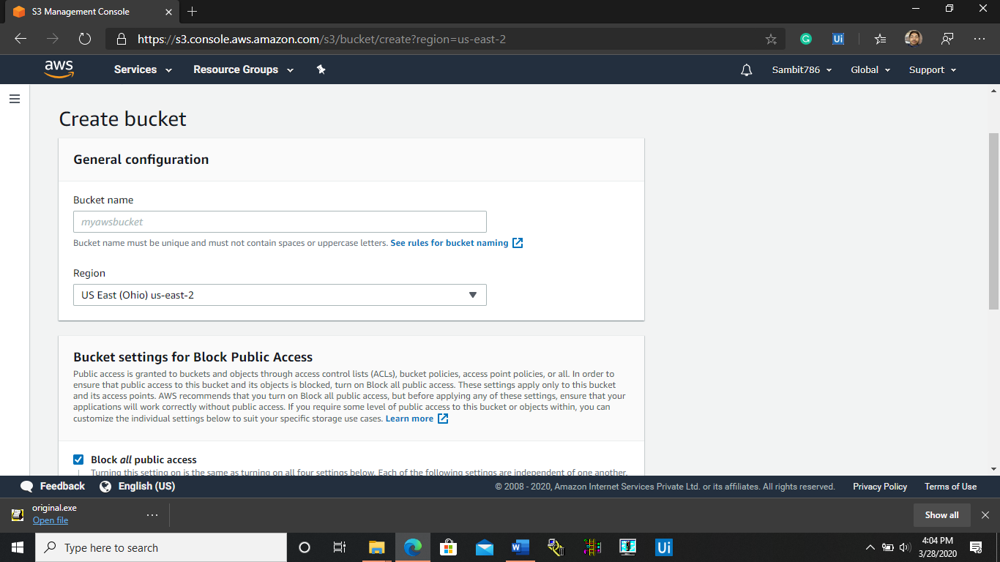 S3 Management Console
https://s3.console.aws.amazon.com/s3/bucket/create?region=us-east-2
Ui
aws
Services
Resource Groups
Sambit786
Global
Support
Create bucket
General configuration
Bucket name
myawsbucket
Bucket name must be unique and must not contain spaces or uppercase letters. See rules for bucket naming
Region
US East (Ohio) us-east-2
Bucket settings for Block Public Access
Public access is granted to buckets and objects through access control lists (ACLs), bucket policies, access point policies, or all. In order to
ensure that public access to this bucket and its objects is blocked, turn on Block all public access. These settings apply only to this bucket
and its access points. AWS recommends that you turn on Block all public access, but before applying any of these settings, ensure that your
applications will work correctly without public access. If you require some level of public access to this bucket or objects within, you can
customize the individual settings below to suit your specific storage use cases. Learn more
Block all public access
Turning this setting on is the same as turning on all four settings below. Each of the following settings are independent of one another.
Feedback
English (US)
© 2008 - 2020, Amazon Internet Services Private Ltd. or its affiliates. All rights reserved.
Privacy Policy
Terms of Use
original.exe
Open file
Show all
Type here to search
Ui
4:04 PM
3/28/2020